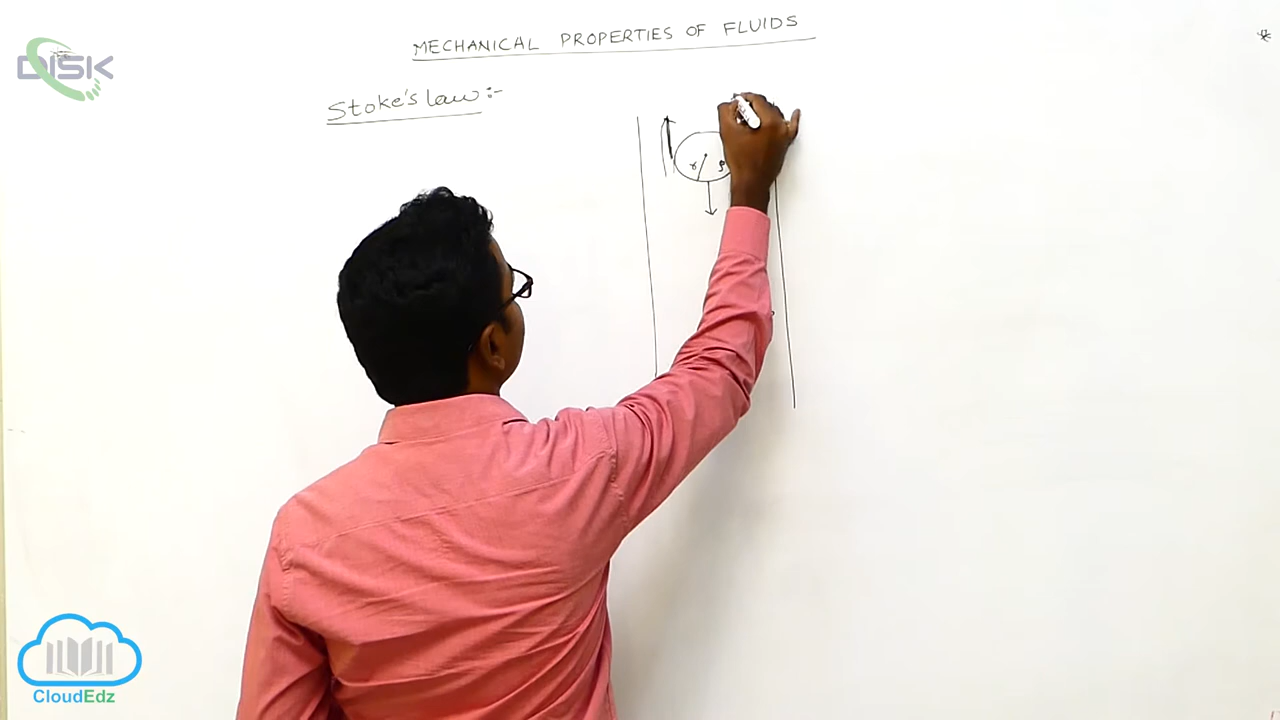 DISK
MECHANICAL PROPERTIES OF FLUIDS
Stoke's law :-
r ρ
CloudEdz